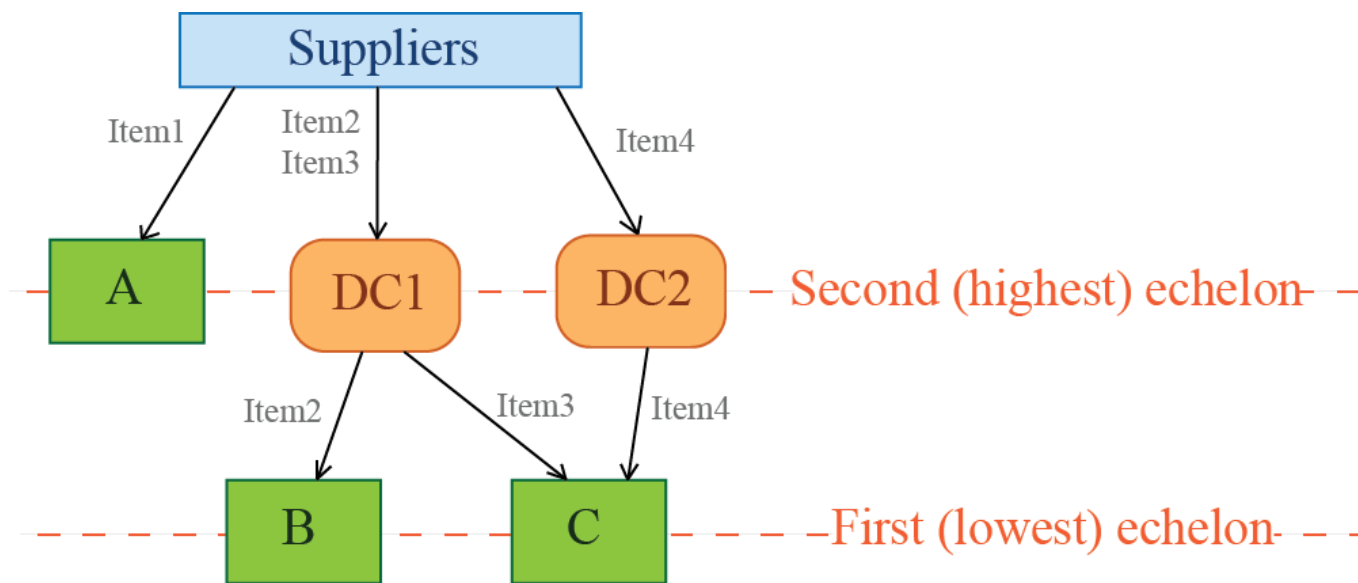 Suppliers
Item1
Item2
Item3
Item4
A
DC1
DC2
Second (highest) echelon
Item2
Item3
Item4
B
C
First (lowest) echelon